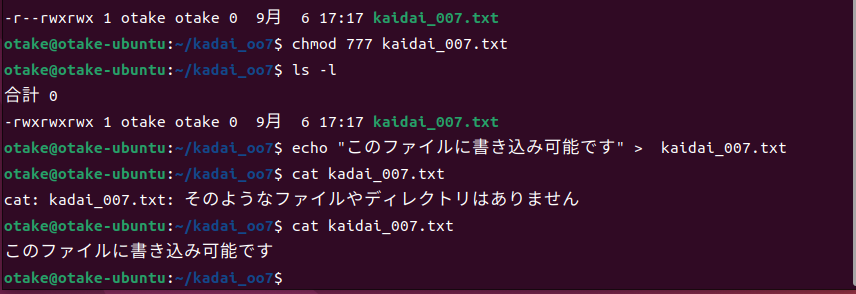 -r--rwxrwx 1 otake otake 0  9月  6 17:17 kaidai_007.txt
otake@otake-ubuntu:~/kadai_oo7$ chmod 777 kaidai_007.txt
otake@otake-ubuntu:~/kadai_oo7$ ls -l
合計 0
-rwxrwxrwx 1 otake otake 0  9月  6 17:17 kaidai_007.txt
otake@otake-ubuntu:~/kadai_oo7$ echo "このファイルに書き込み可能です" >  kaidai_007.txt
otake@otake-ubuntu:~/kadai_oo7$ cat kadai_007.txt
cat: kadai_007.txt: そのようなファイルやディレクトリはありません
otake@otake-ubuntu:~/kadai_oo7$ cat kaidai_007.txt
このファイルに書き込み可能です
otake@otake-ubuntu:~/kadai_oo7$